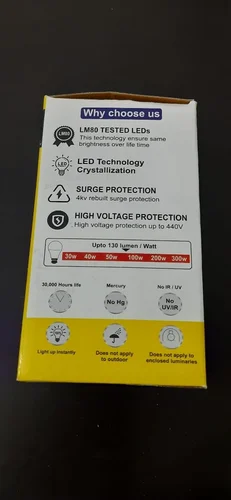 Why choose us
LM80
LM80 TESTED LEDs
This technology ensure same
brightness over life time
LED
LED Technology
Crystallization
SURGE PROTECTION
4kv rebuilt surge protection
HIGH VOLTAGE PROTECTION
High voltage protection up to 440V
Upto 130 lumen / Watt
30w 40w 50w 100w 200w 300w
30,000 Hours life Mercury No IR / UV
No Hg No
UV/IR
Light up instantly Does not apply
to outdoor Does not apply to
enclosed luminaries